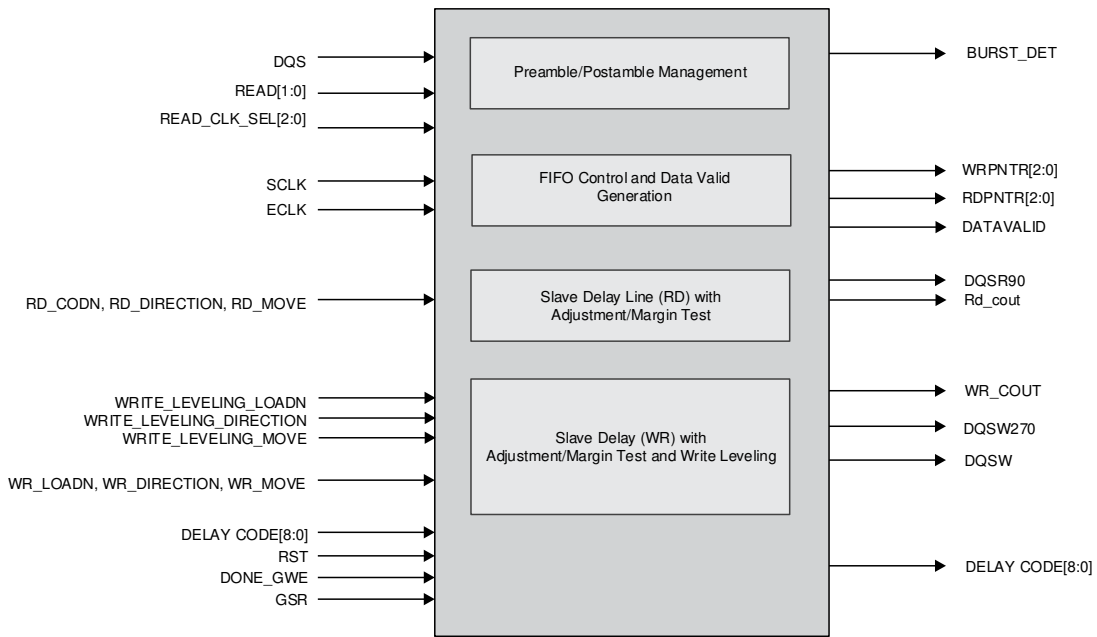 DQS
READ[1:0]
READ_CLK_SEL[2:0]
SCLK
ECLK
RD_CODN, RD_DIRECTION, RD_MOVE
WRITE_LEVELING_LOADN
WRITE_LEVELING_DIRECTION
WRITE_LEVELING_MOVE
WR_LOADN, WR_DIRECTION, WR_MOVE
DELAY CODE[8:0]
RST
DONE_GWE
GSR
Preamble/Postamble Management
FIFO Control and Data Valid
Generation
Slave Delay Line (RD) with
Adjustment/Margin Test
Slave Delay (WR) with
Adjustment/Margin Test and Write Leveling
BURST_DET
WRPNTR[2:0]
RDPNTR[2:0]
DATAVALID
DQSR90
Rd_cout
WR_COUT
DQSW270
DQSW
DELAY CODE[8:0]